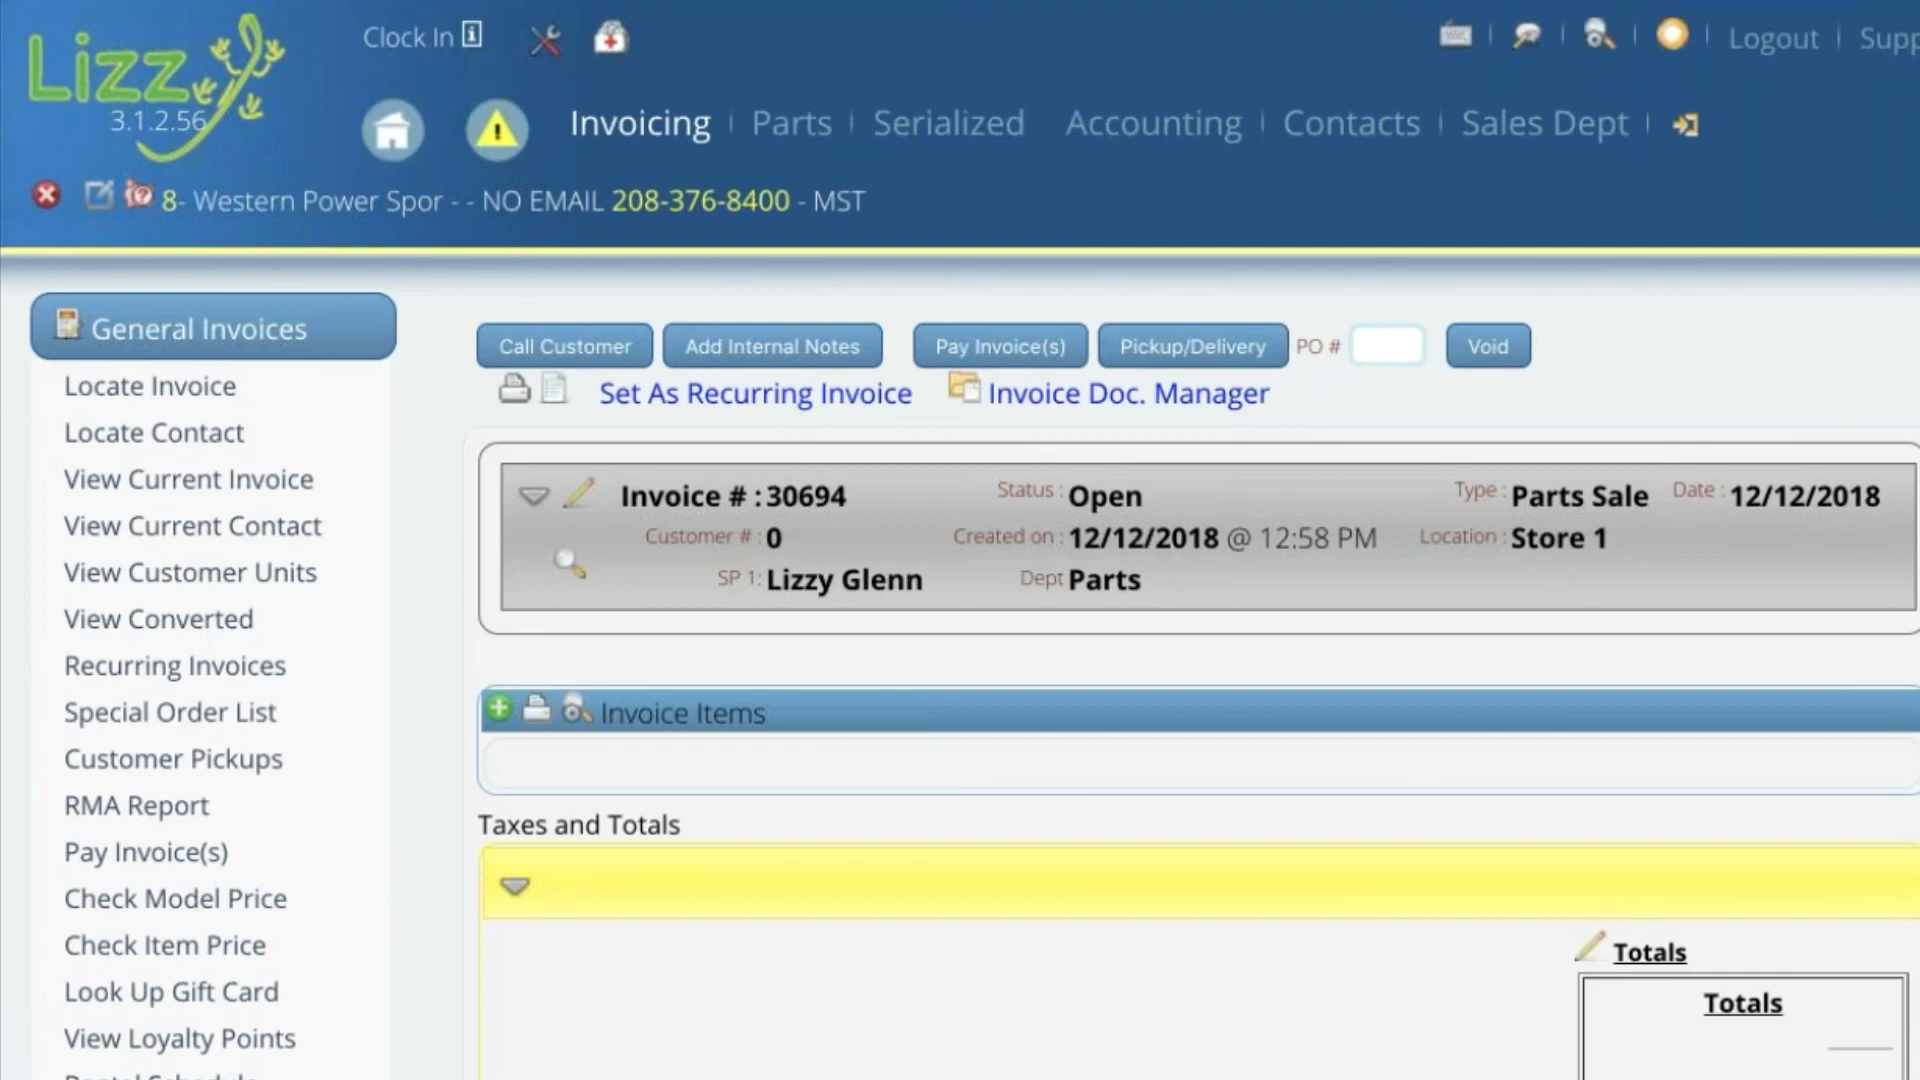 Lizzy
3.1.2.56
Clock In
Logout
Supp
Invoicing Parts Serialized Accounting Contacts Sales Dept
8- Western Power Spor - - NO EMAIL 208-376-8400 - MST
General Invoices
Locate Invoice
Locate Contact
View Current Invoice
View Current Contact
View Customer Units
View Converted
Recurring Invoices
Special Order List
Customer Pickups
RMA Report
Pay Invoice(s)
Check Model Price
Check Item Price
Look Up Gift Card
View Loyalty Points
Rental Schedule
Call Customer Add Internal Notes Pay Invoice(s) Pickup/Delivery PO # Void
Set As Recurring Invoice Invoice Doc. Manager
Invoice # : 30694 Status : Open Type : Parts Sale Date : 12/12/2018
Customer # : 0 Created on : 12/12/2018 @ 12:58 PM Location : Store 1
SP 1: Lizzy Glenn Dept Parts
Invoice Items
Taxes and Totals
Totals
Totals